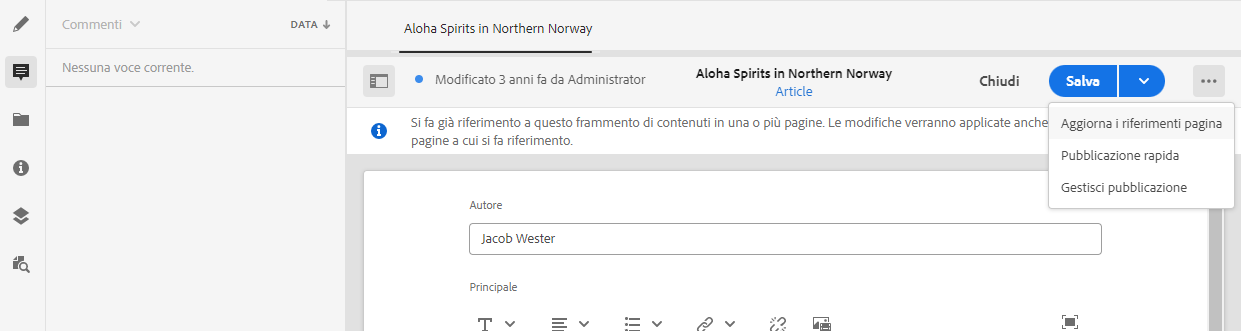 Commenti
DATA
Nessuna voce corrente.
Aloha Spirits in Northern Norway
Modificato 3 anni fa da Administrator
Aloha Spirits in Northern Norway
Article
Chiudi
Salva
Si fa già riferimento a questo frammento di contenuti in una o più pagine. Le modifiche verranno applicate anche
pagine a cui si fa riferimento.
Aggiorna i riferimenti pagina
Pubblicazione rapida
Gestisci pubblicazione
Autore
Jacob Wester
Principale